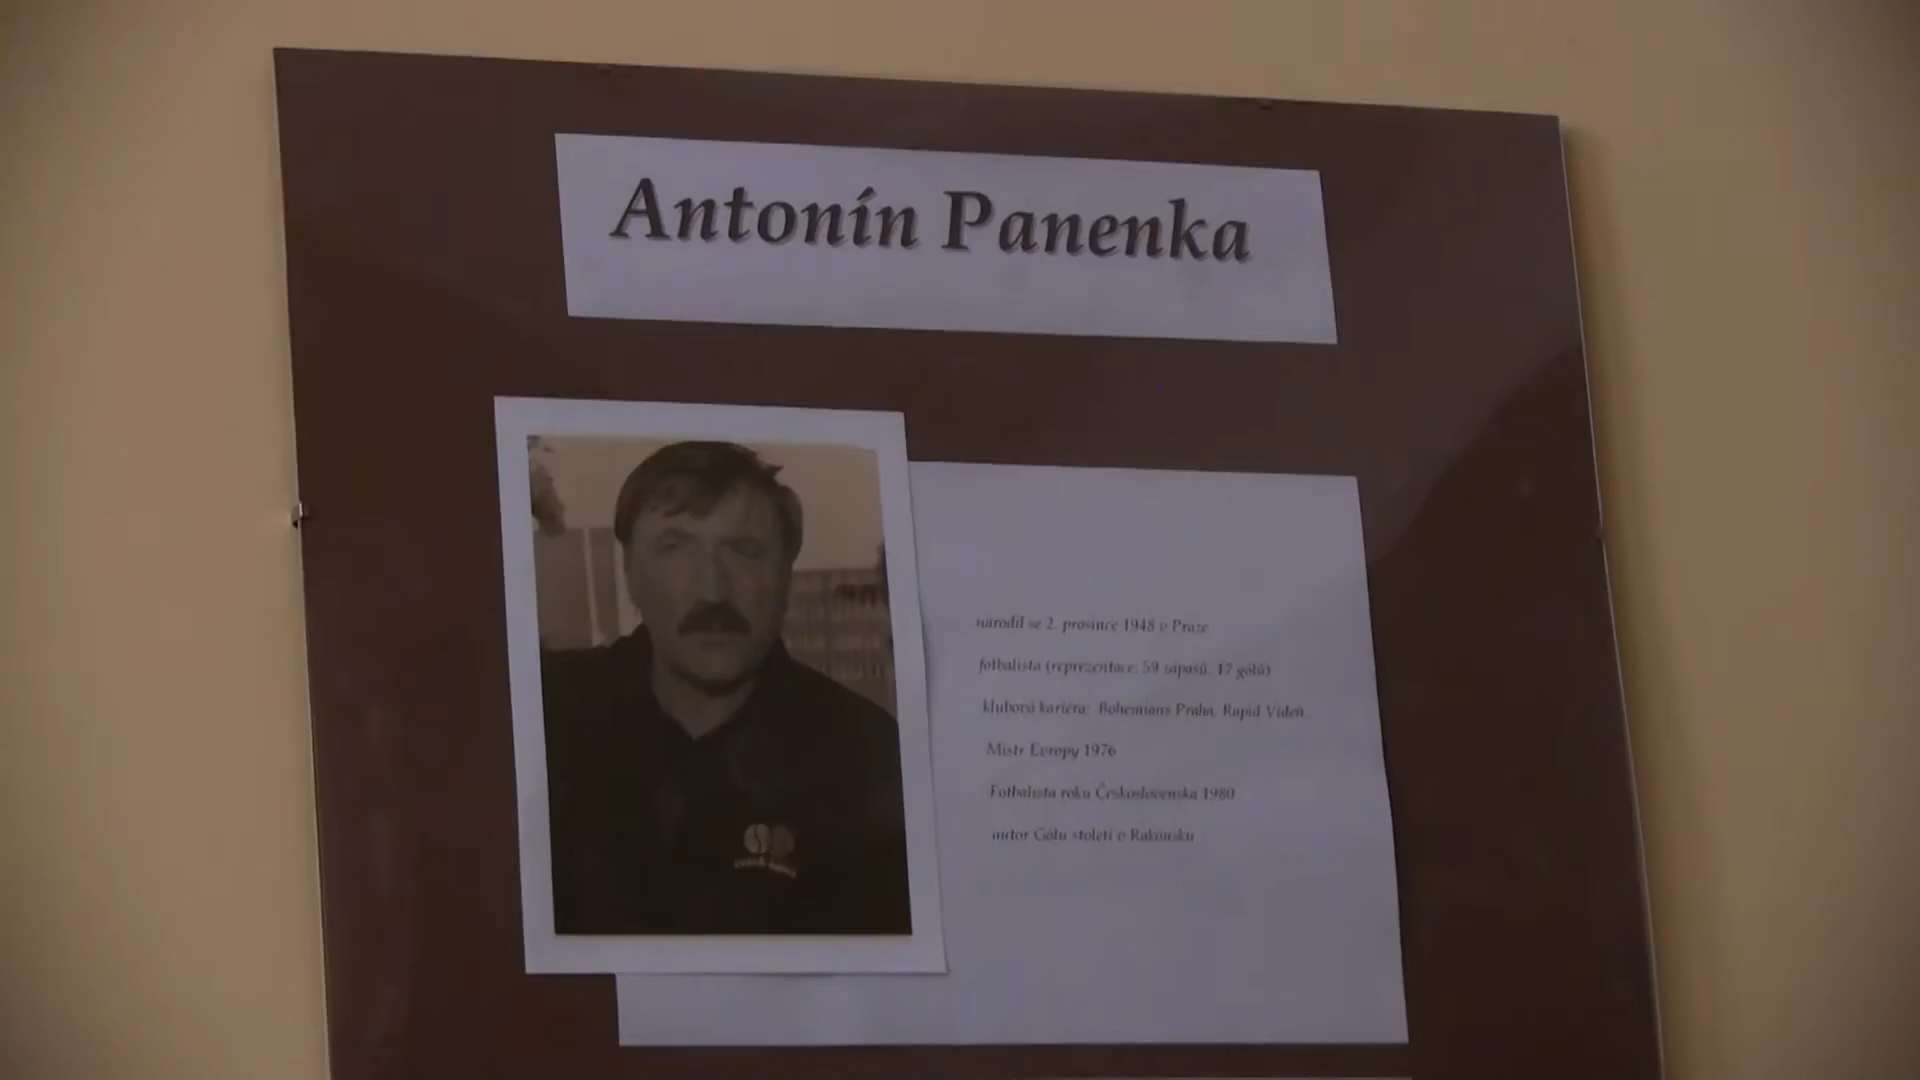 Antonín Panenka
narodil se 2. prosince 1948 v Praze
fotbalista (reprezentace: 59 zápasů, 17 gólů)
klubová kariéra: Bohemians Praha, Rapid Vídeň
Mistr Evropy 1976
Fotbalista roku Československa 1980
autor Gólu století v Rakousku